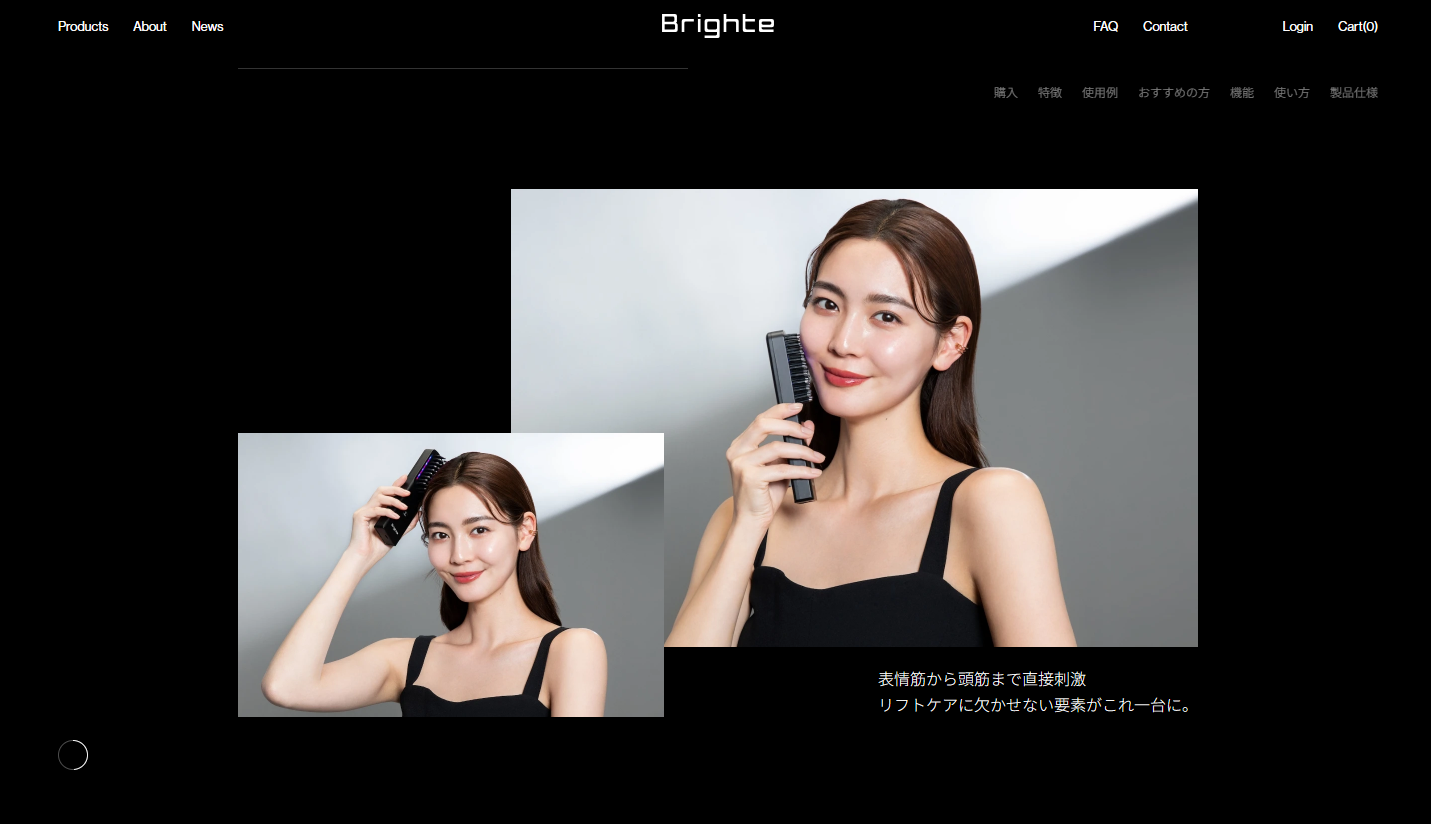 Products About News Brighte FAQ Contact Login Cart(0)
購入 特徴 使用例 おすすめの方 機能 使い方 製品仕様
表情筋から頭筋まで直接刺激
リフトケアに欠かせない要素がこれ一台に。